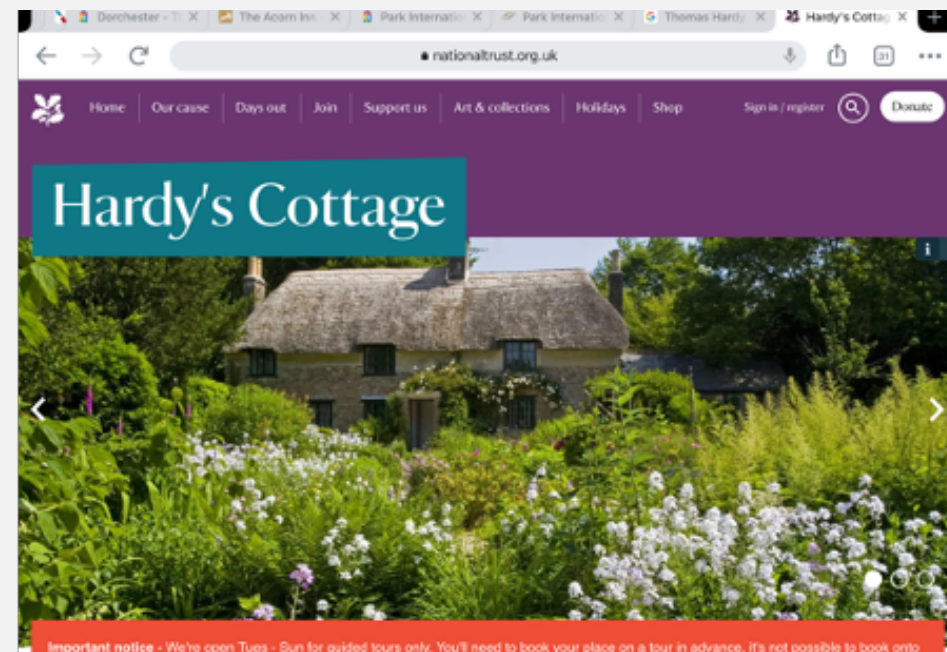 Dorchester - T
The Acorn Inn
Park Internatio
Park Internatio
Thomas Hardy
Hardy's Cottag
nationaltrust.org.uk
31
Home
Our cause
Days out
Join
Support us
Art & collections
Holidays
Shop
Sign in / register
Donate
Hardy's Cottage
i
Important notice - We're open Tues - Sun for guided tours only. You'll need to book your place on a tour in advance, it's not possible to book onto